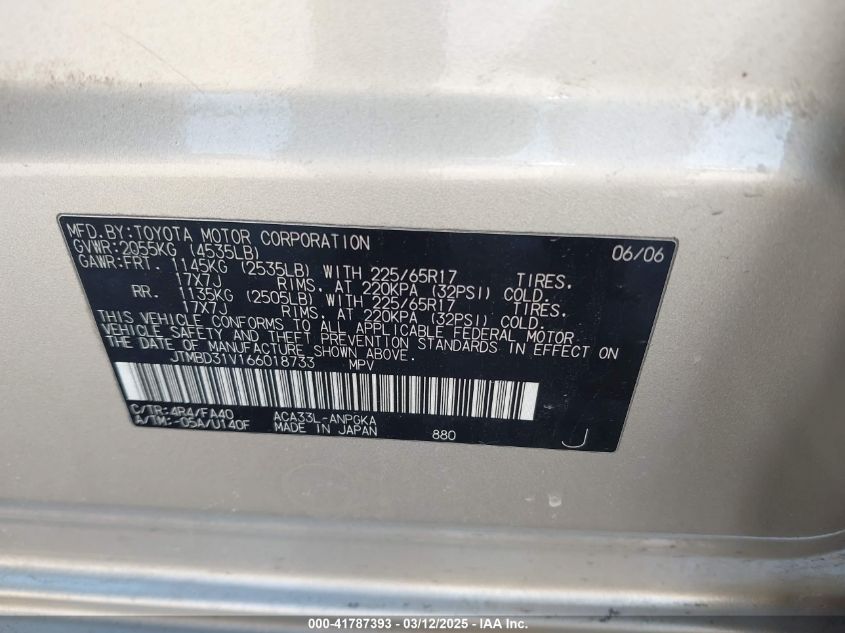 MFD.BY:TOYOTA MOTOR CORPORATION 06/06
GVWR:2055KG (4535LB)
GAWR:FRT. 1145KG (2535LB) WITH 225/65R17 TIRES.
17X7J RIMS. AT 220KPA (32PSI) COLD.
RR. 1135KG (2505LB) WITH 225/65R17 TIRES.
17X7J RIMS. AT 220KPA (32PSI) COLD.
THIS VEHICLE CONFORMS TO ALL APPLICABLE FEDERAL MOTOR
VEHICLE SAFETY AND THEFT PREVENTION STANDARDS IN EFFECT ON
THE DATE OF MANUFACTURE SHOWN ABOVE.
JTMBD31V166018733 MPV
C/TR:4R4/FA40 ACA33L-ANPGKA
A/TM:-05A/U140F MADE IN JAPAN 880 J
000-41787393 - 03/12/2025 - IAA Inc.